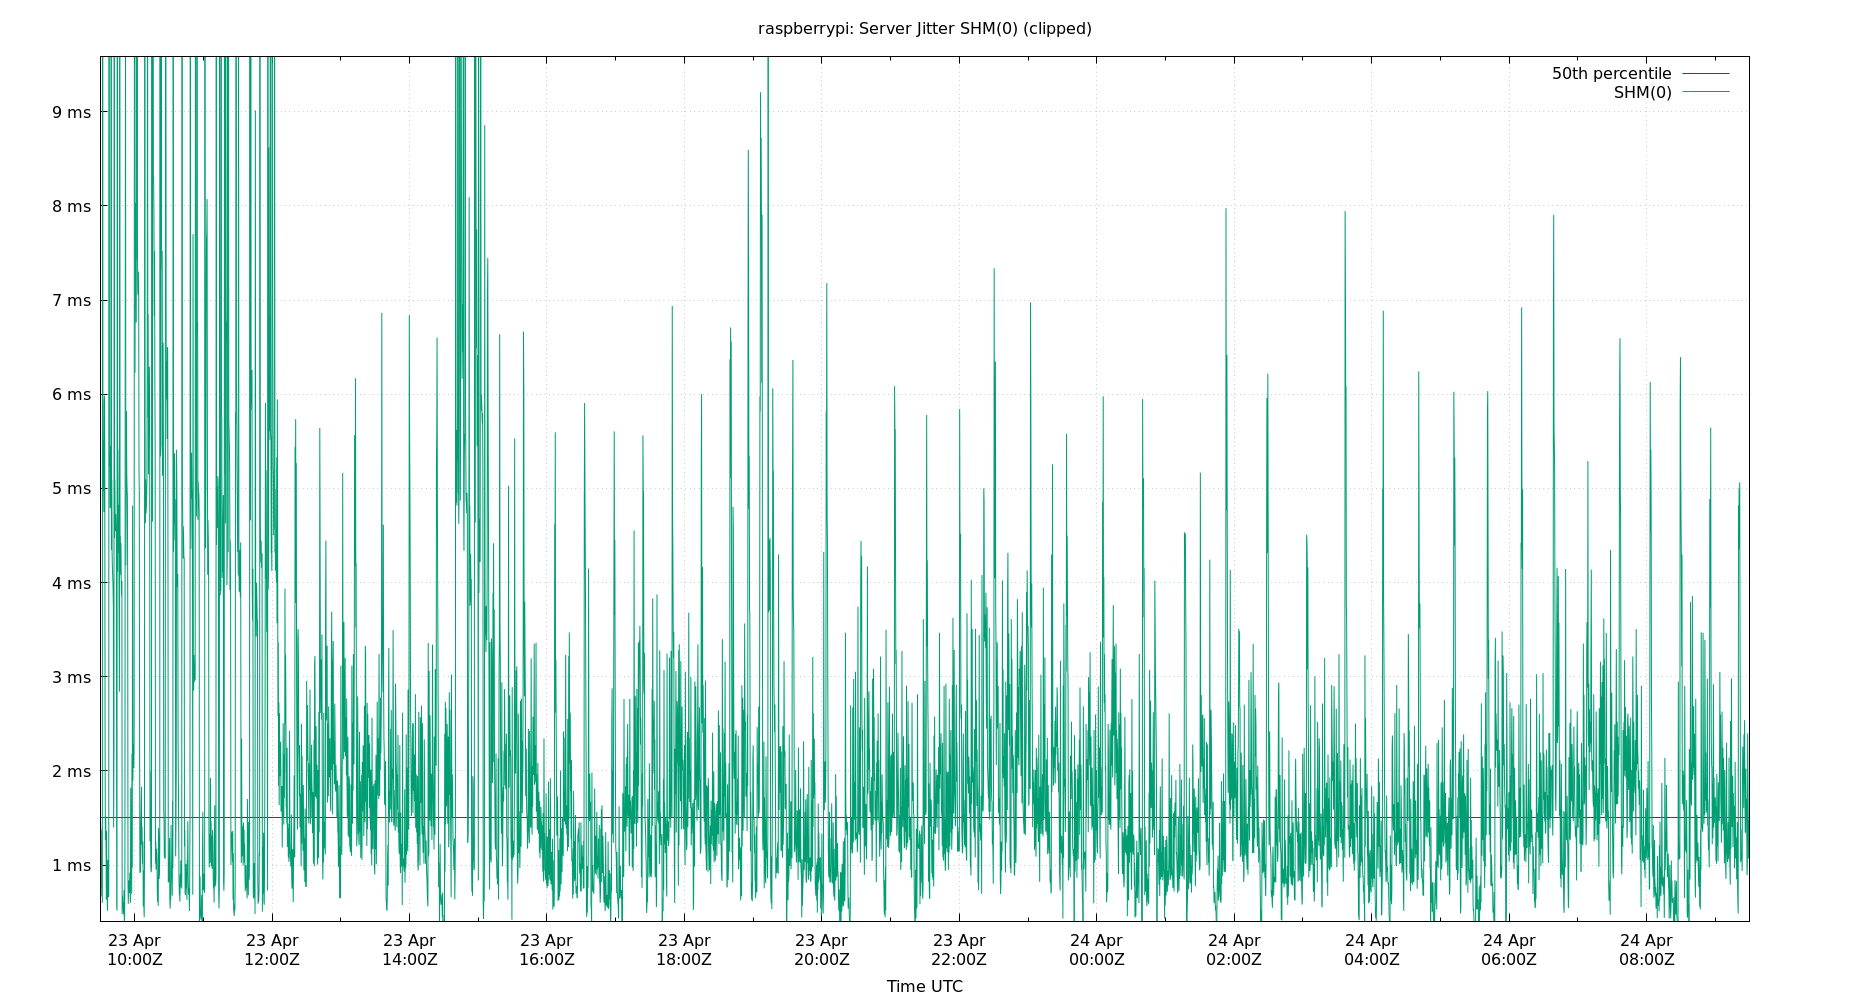 raspberrypi: Server Jitter SHM(0) (clipped)
50th percentile
SHM(0)
9 ms
8 ms
7 ms
6 ms
5 ms
4 ms
3 ms
2 ms
1 ms
23 Apr 23 Apr 23 Apr 23 Apr 23 Apr 23 Apr 23 Apr 24 Apr 24 Apr 24 Apr 24 Apr 24 Apr
10:00Z 12:00Z 14:00Z 16:00Z 18:00Z 20:00Z 22:00Z 00:00Z 02:00Z 04:00Z 06:00Z 08:00Z
Time UTC